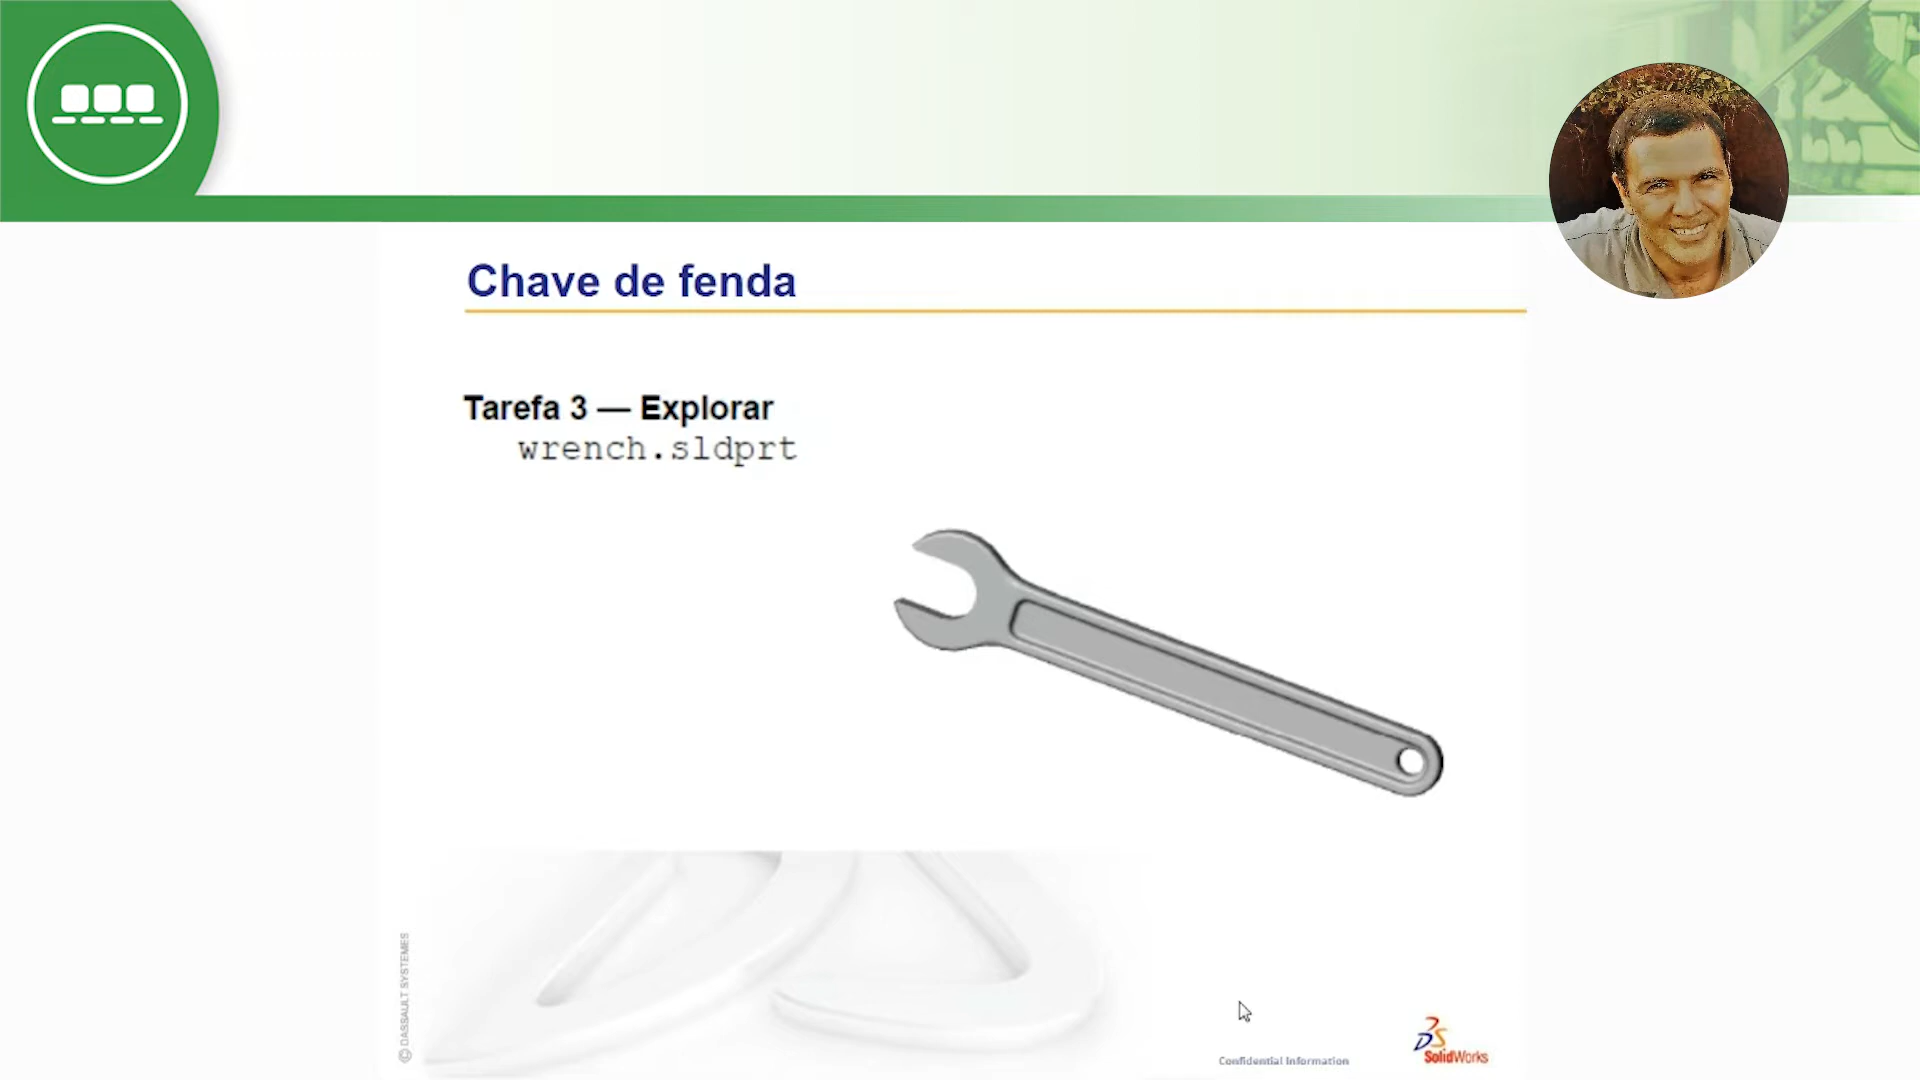 Chave de fenda
Tarefa 3 — Explorar
wrench.sldprt
© DASSAULT SYSTEMES
Confidential Information
SolidWorks